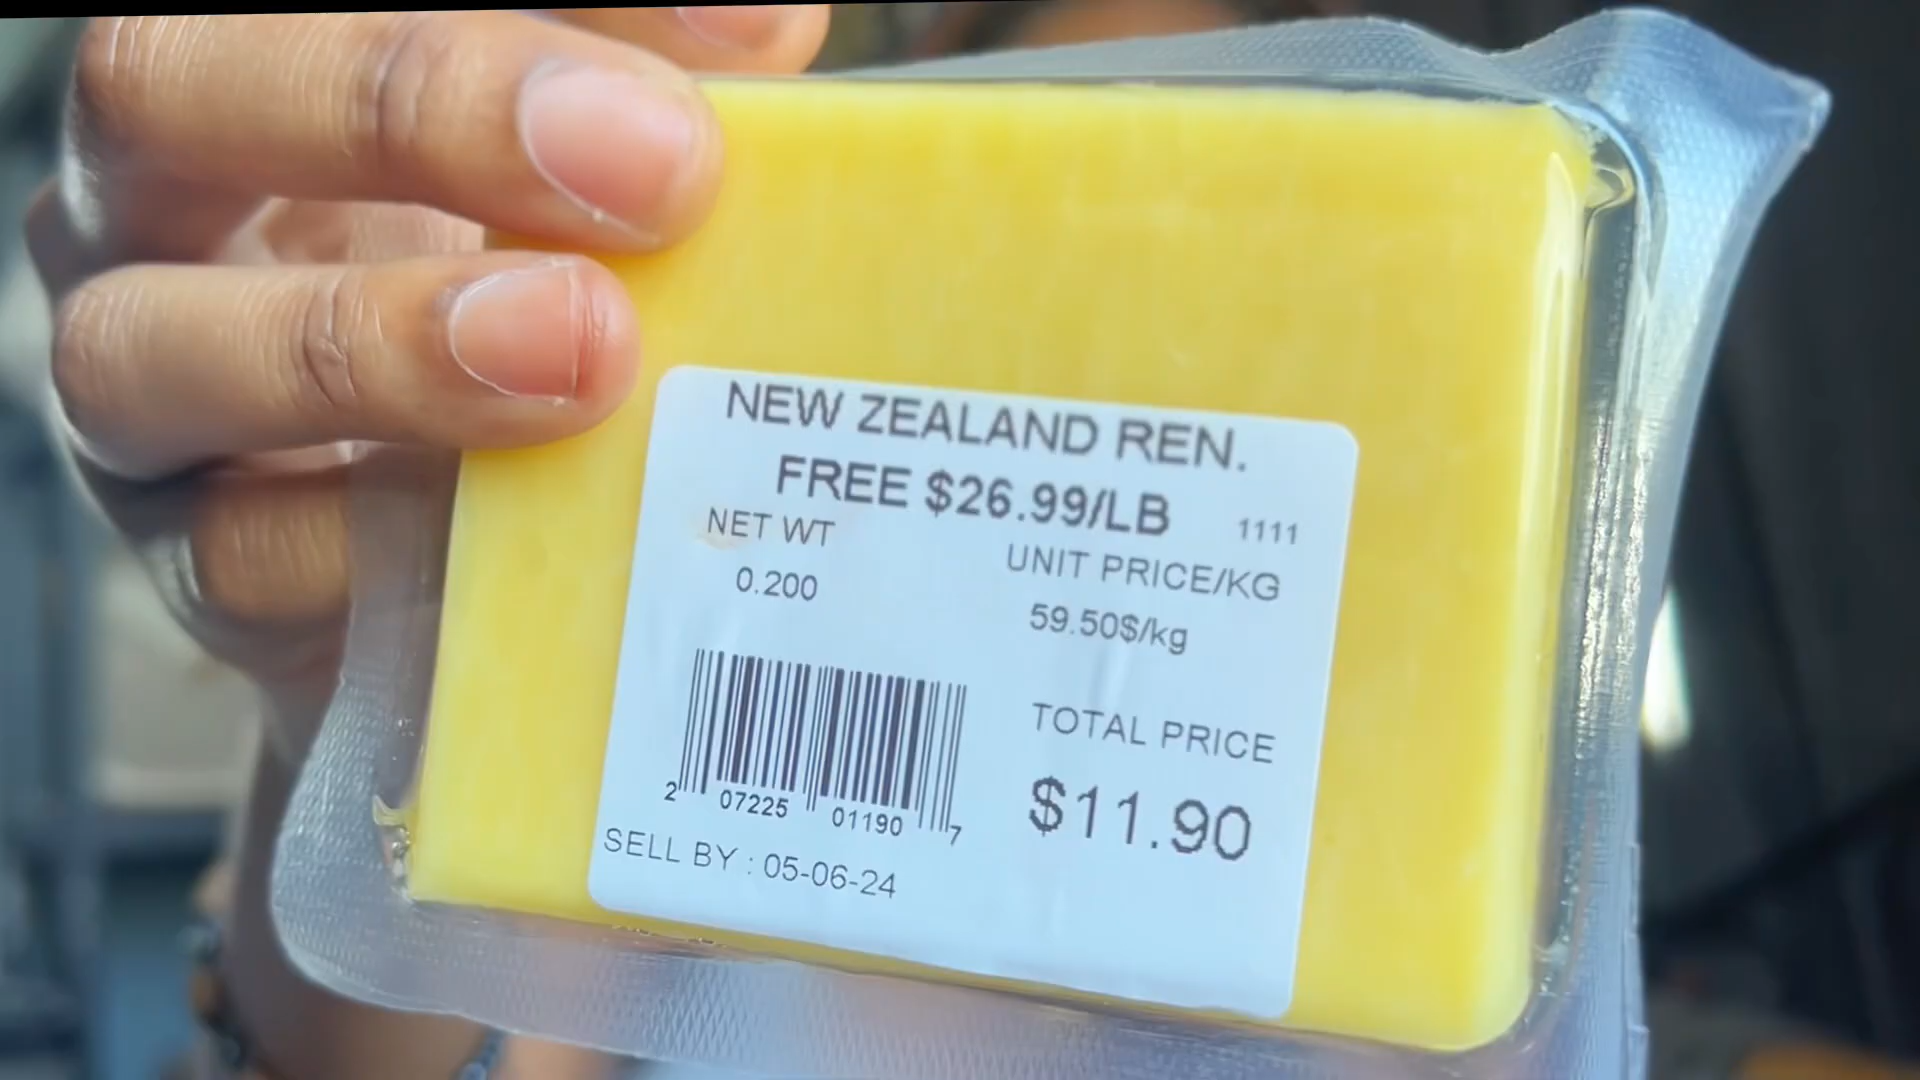 NEW ZEALAND REN.
FREE $26.99/LB
1111
NET WT
0.200
UNIT PRICE/KG
59.50$/kg
2 07225 01190 7
TOTAL PRICE
$11.90
SELL BY : 05-06-24